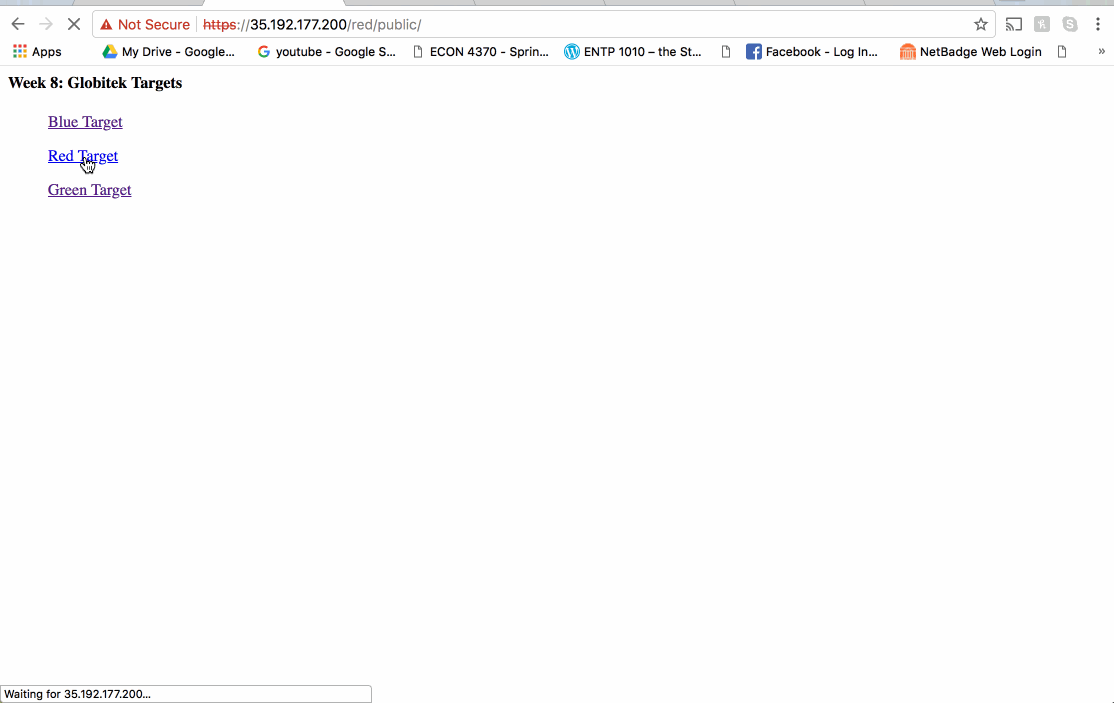 Not Secure https://35.192.177.200/red/public/
Apps My Drive - Google... youtube - Google S... ECON 4370 - Sprin... ENTP 1010 – the St... Facebook - Log In... NetBadge Web Login »
Week 8: Globitek Targets
Blue Target
Red Target
Green Target
Waiting for 35.192.177.200...